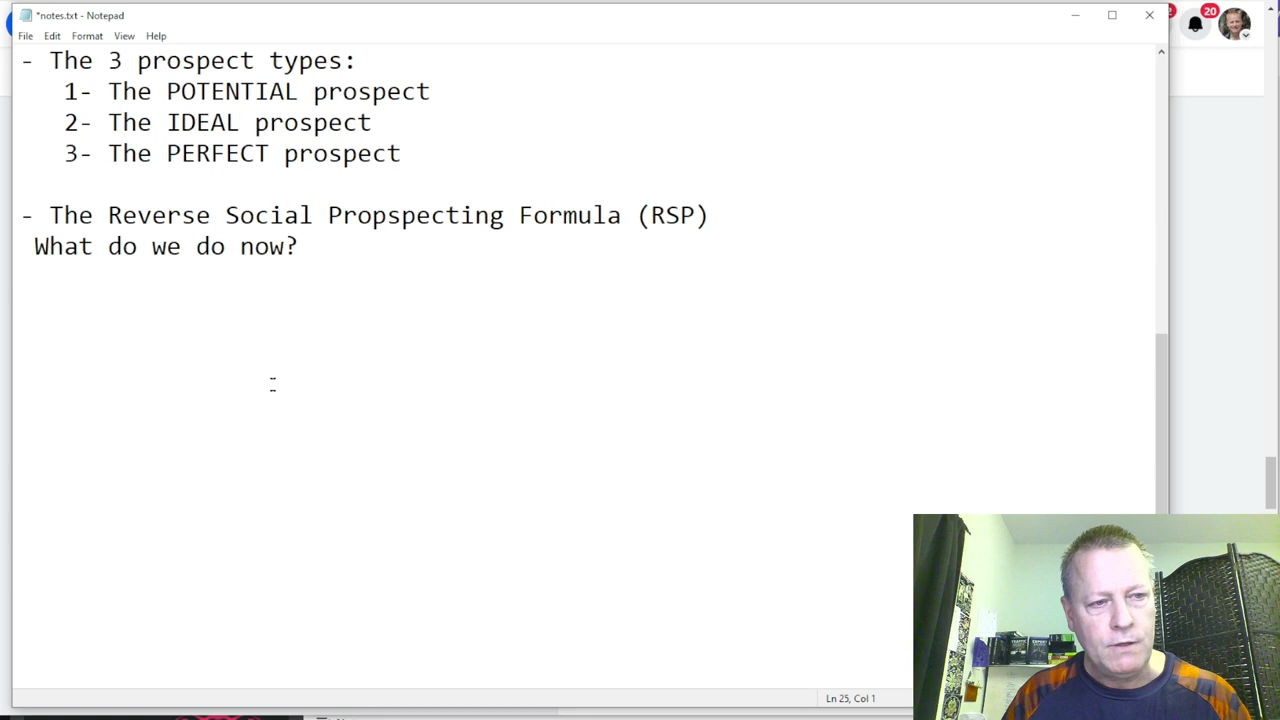 *notes.txt - Notepad
20
File Edit Format View Help
- The 3 prospect types:
1- The POTENTIAL prospect
2- The IDEAL prospect
3- The PERFECT prospect
- The Reverse Social Propspecting Formula (RSP)
What do we do now?
Ln 25, Col 1